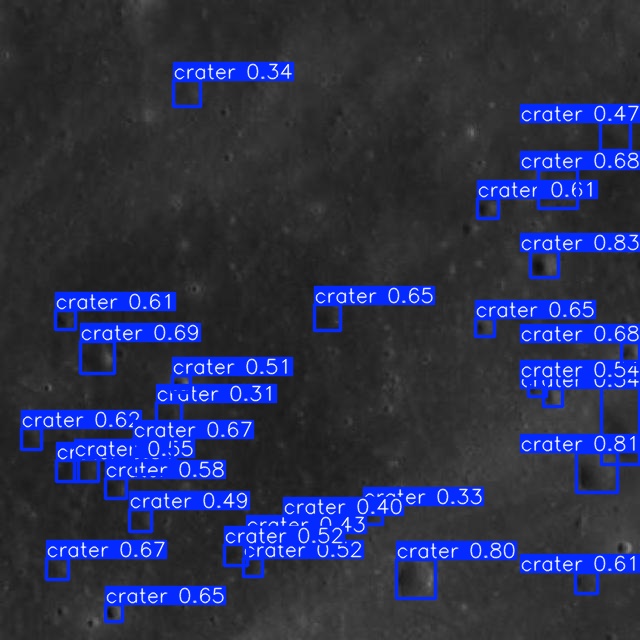 crater 0.34
crater 0.47
crater 0.68
crater 0.61
crater 0.83
crater 0.65
crater 0.61
crater 0.65
crater 0.69
crater 0.68
crater 0.51
crater 0.54
crater 0.31
crater 0.62
crater 0.67
crater 0.81
0.55
crater 0.58
crater 0.33
crater 0.49
crater 0.40
crater 0.43
crater 0.52
crater 0.52
crater 0.67
crater 0.80
crater 0.61
crater 0.65